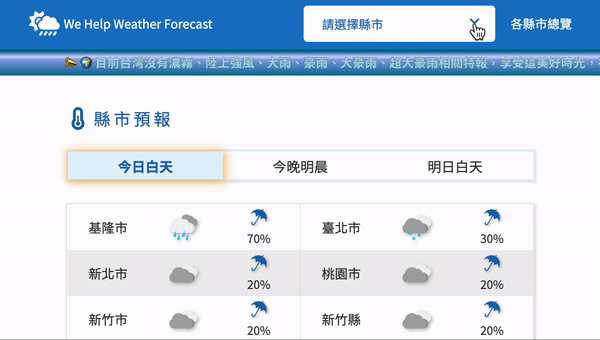 We Help Weather Forecast
請選擇縣市
各縣市總覽
目前台灣沒有濃霧、陸上強風、大雨、豪雨、大豪雨、超大豪雨相關特報，享受這美好時光，
縣市預報
今日白天
今晚明晨
明日白天
基隆市
70%
臺北市
30%
新北市
20%
桃園市
20%
新竹市
20%
新竹縣
20%